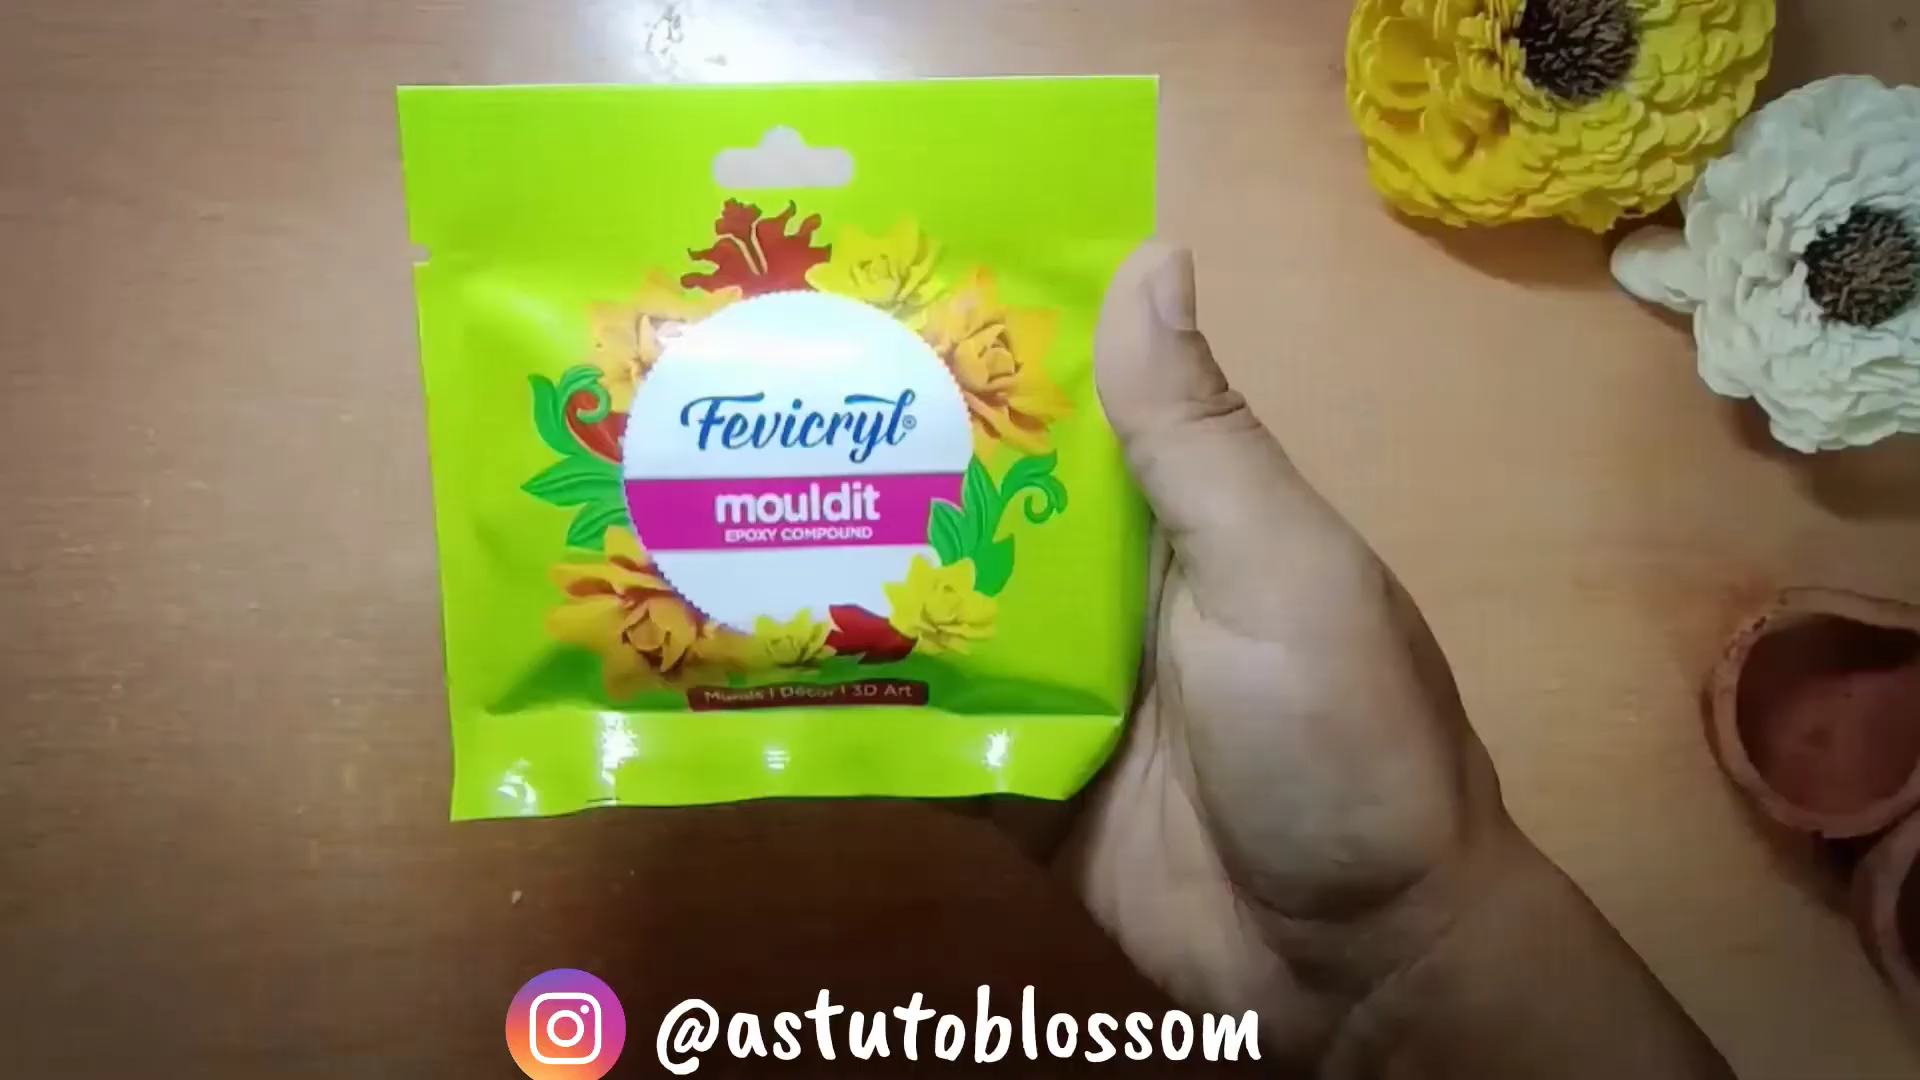 Fevicryl®
mouldit
EPOXY COMPOUND
Murals | Décor | 3D Art
@astutoblossom